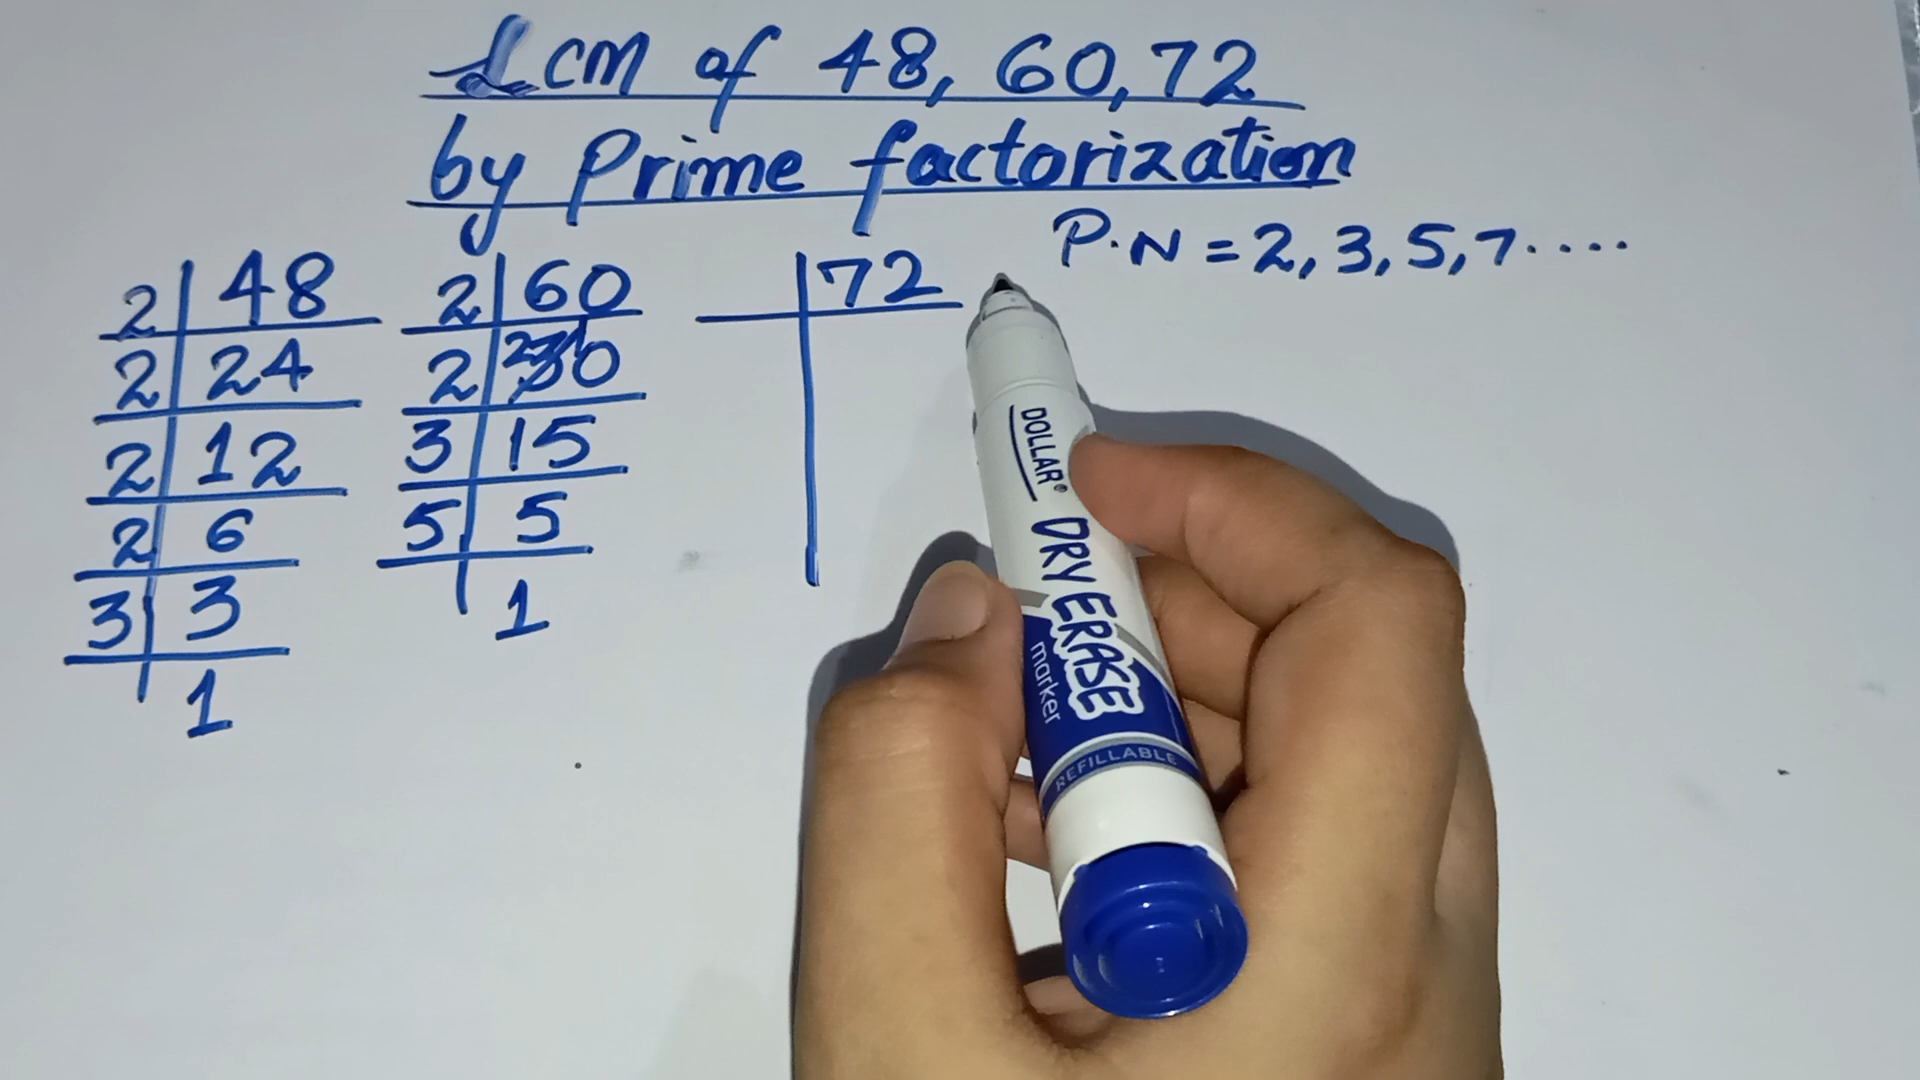 LCM of 48, 60, 72
by Prime factorization
P.N = 2, 3, 5, 7.....
2 | 48
2 | 24
2 | 12
2 | 6
3 | 3
1
2 | 60
2 | 30
3 | 15
5 | 5
1
72
DOLLAR®
DRY ERASE
marker
REFILLABLE